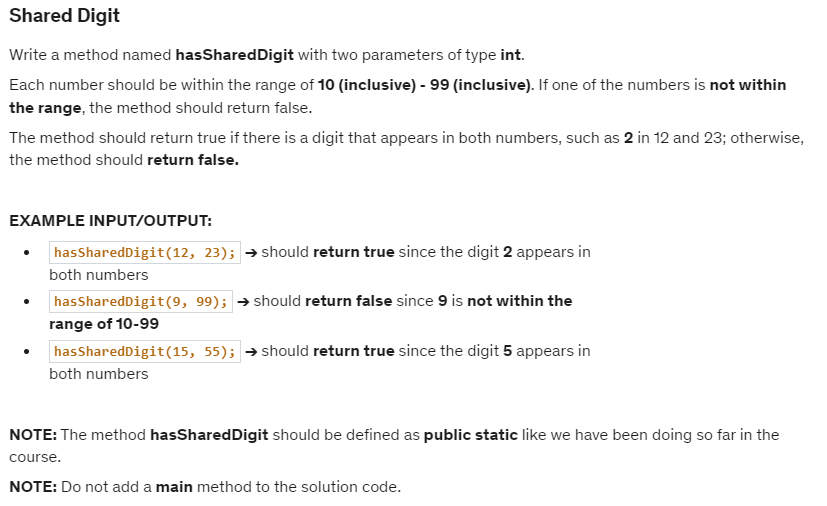 Shared Digit
Write a method named hasSharedDigit with two parameters of type int.
Each number should be within the range of 10 (inclusive) - 99 (inclusive). If one of the numbers is not within
the range, the method should return false.
The method should return true if there is a digit that appears in both numbers, such as 2 in 12 and 23; otherwise,
the method should return false.
EXAMPLE INPUT/OUTPUT:
• hasSharedDigit(12, 23); → should return true since the digit 2 appears in
both numbers
• hasSharedDigit(9, 99); → should return false since 9 is not within the
range of 10-99
• hasSharedDigit(15, 55); → should return true since the digit 5 appears in
both numbers
NOTE: The method hasSharedDigit should be defined as public static like we have been doing so far in the
course.
NOTE: Do not add a main method to the solution code.